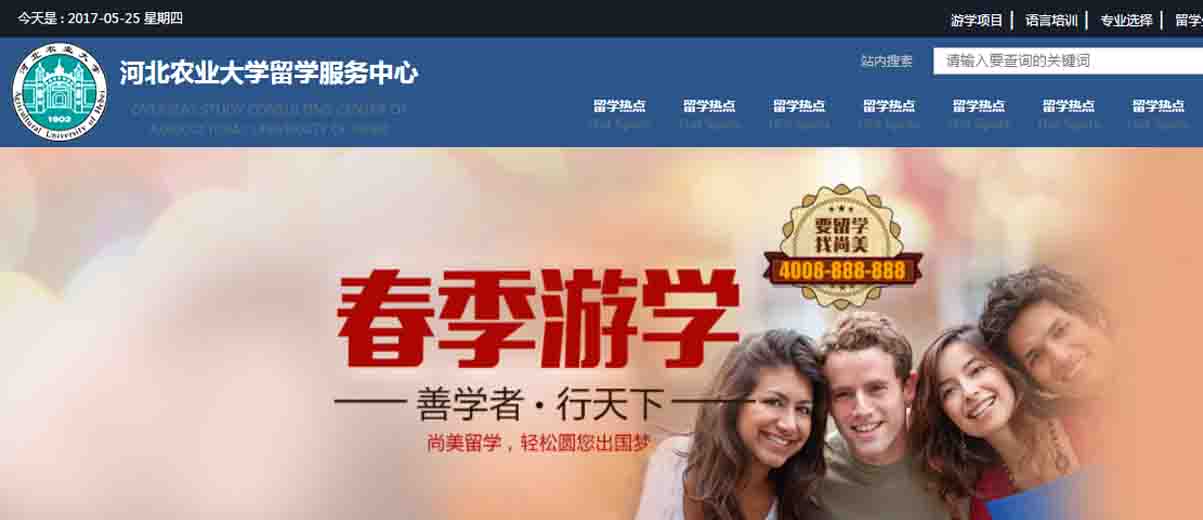 今天是 : 2017-05-25 星期四
游学项目 | 语言培训 | 专业选择 | 留学
河北农业大学留学服务中心
OVERSEAS STUDY CONSULTING CENTER OF
AGRICULTURAL UNIVERSITY OF HEBEI
站内搜索 请输入要查询的关键词
留学热点 留学热点 留学热点 留学热点 留学热点 留学热点 留学热点
Hot Spots Hot Spots Hot Spots Hot Spots Hot Spots Hot Spots Hot Spots
河北农业大学
1902
Agricultural University of Hebei
要留学
找尚美
4008-888-888
春季游学
善学者·行天下
尚美留学，轻松圆您出国梦